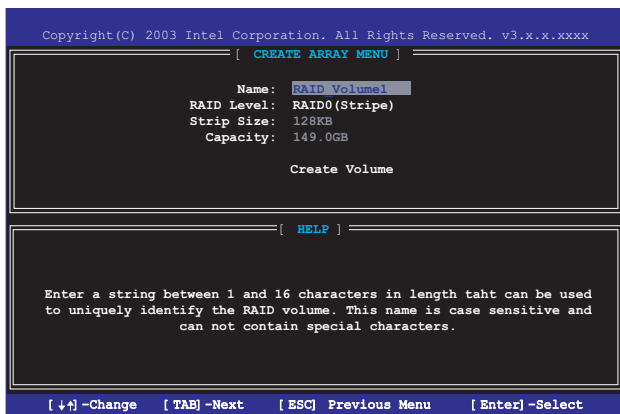 Copyright(C) 2003 Intel Corporation. All Rights Reserved. v3.x.x.xxxx
[ CREATE ARRAY MENU ]
Name: RAID_Volume1
RAID Level: RAID0(Stripe)
Strip Size: 128KB
Capacity: 149.0GB
Create Volume
[ HELP ]
Enter a string between 1 and 16 characters in length taht can be used
to uniquely identify the RAID volume. This name is case sensitive and
can not contain special characters.
[↓↑]-Change [TAB]-Next [ESC] Previous Menu [Enter]-Select